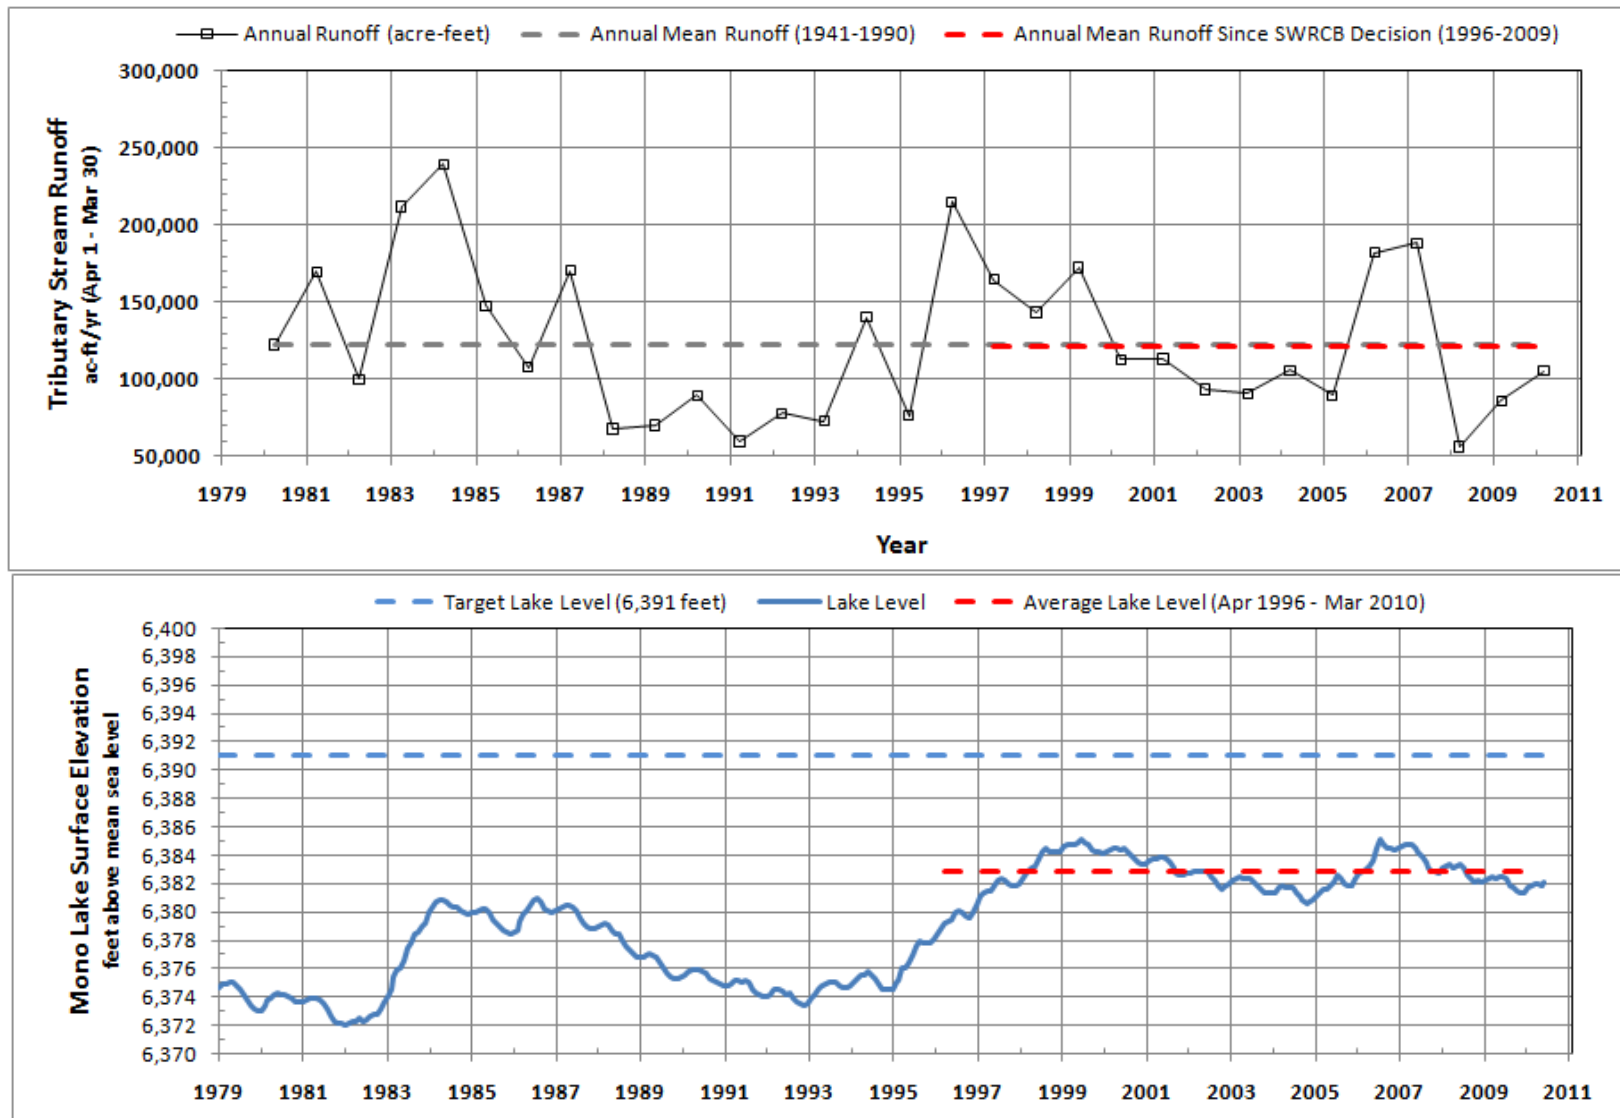 Annual Runoff (acre-feet) Annual Mean Runoff (1941-1990) Annual Mean Runoff Since SWRCB Decision (1996-2009)
Tributary Stream Runoff
ac-ft/yr (Apr 1 - Mar 30)
300,000
250,000
200,000
150,000
100,000
50,000
1979 1981 1983 1985 1987 1989 1991 1993 1995 1997 1999 2001 2003 2005 2007 2009 2011
Year
Target Lake Level (6,391 feet) Lake Level Average Lake Level (Apr 1996 - Mar 2010)
Mono Lake Surface Elevation
feet above mean sea level
6,400
6,398
6,396
6,394
6,392
6,390
6,388
6,386
6,384
6,382
6,380
6,378
6,376
6,374
6,372
6,370
1979 1981 1983 1985 1987 1989 1991 1993 1995 1997 1999 2001 2003 2005 2007 2009 2011